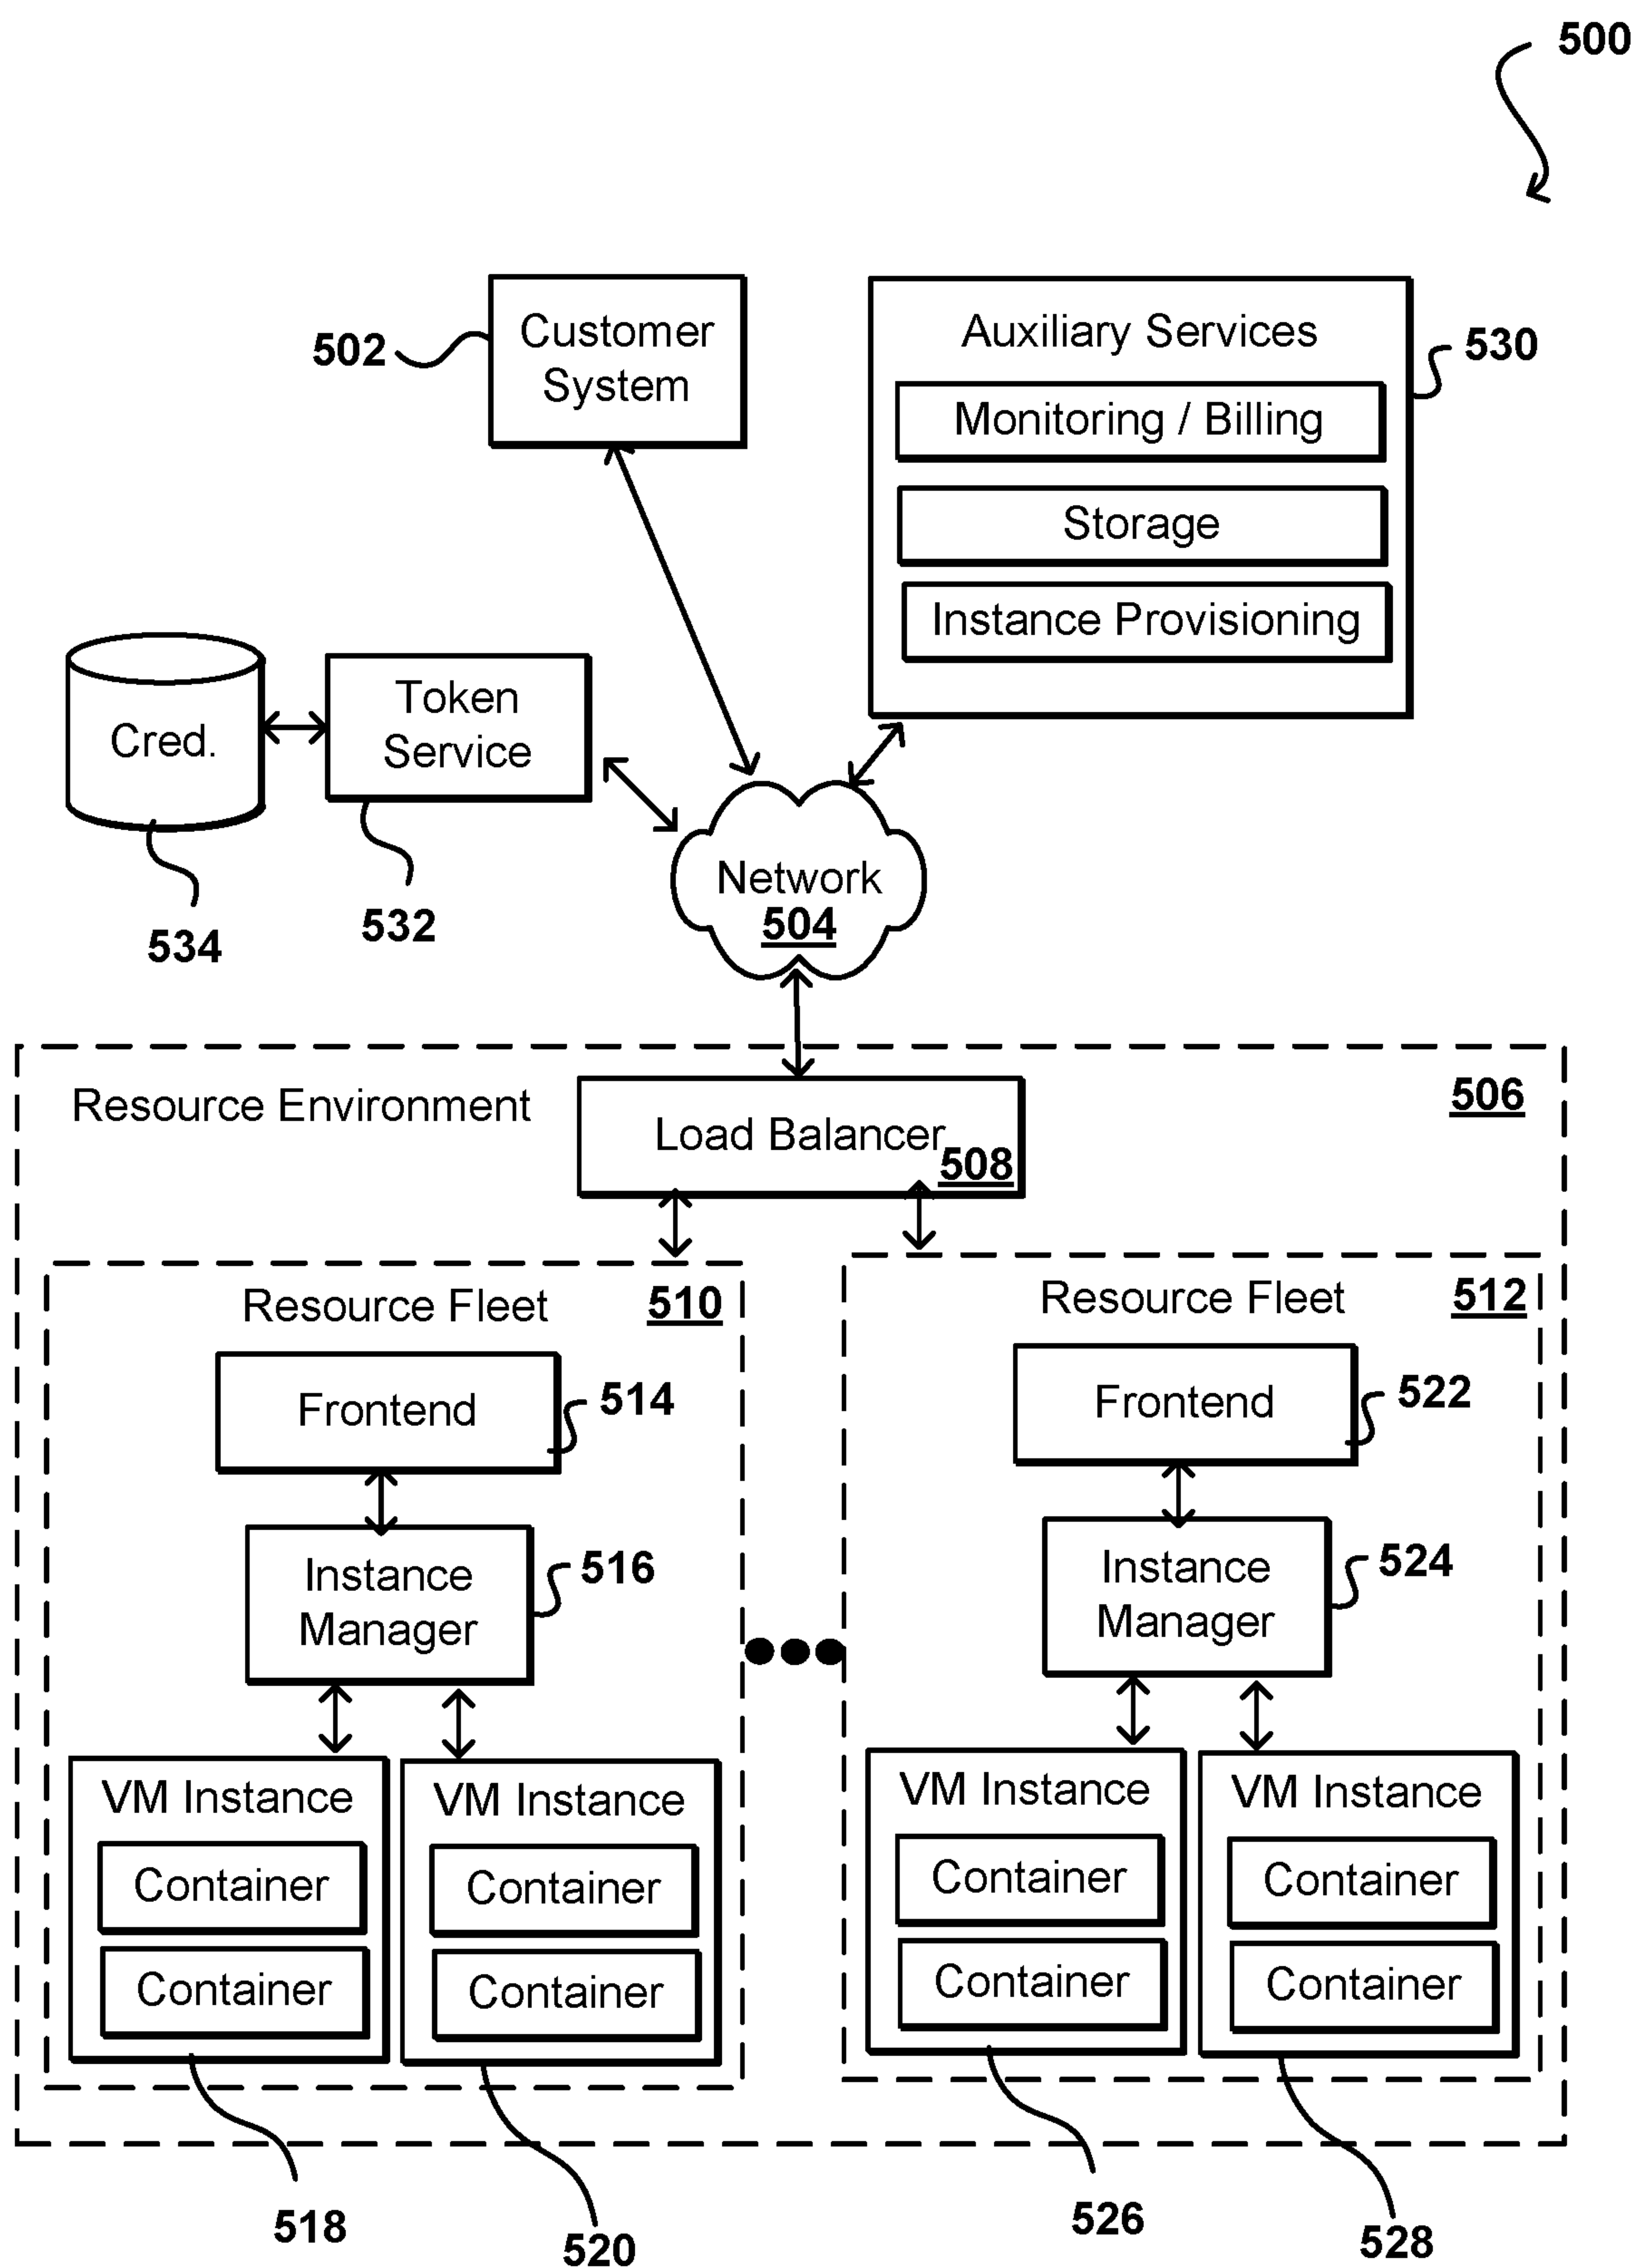 500
502
Customer
System
Auxiliary Services
530
Monitoring / Billing
Storage
Instance Provisioning
Cred.
Token
Service
534
532
Network
504
Resource Environment
506
Load Balancer
508
Resource Fleet
510
Frontend
514
Instance
Manager
516
VM Instance
Container
Container
VM Instance
Container
Container
518
520
Resource Fleet
512
Frontend
522
Instance
Manager
524
VM Instance
Container
Container
VM Instance
Container
Container
526
528